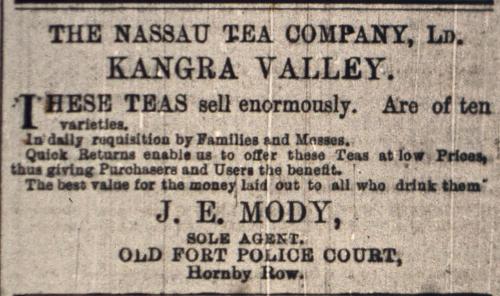 THE NASSAU TEA COMPANY, LD.
KANGRA VALLEY.
THESE TEAS sell enormously. Are of ten
varieties.
In daily requisition by Families and Messes.
Quick Returns enable us to offer these Teas at low Prices,
thus giving Purchasers and Users the benefit.
The best value for the money laid out to all who drink them
J. E. MODY,
SOLE AGENT.
OLD FORT POLICE COURT,
Hornby Row.